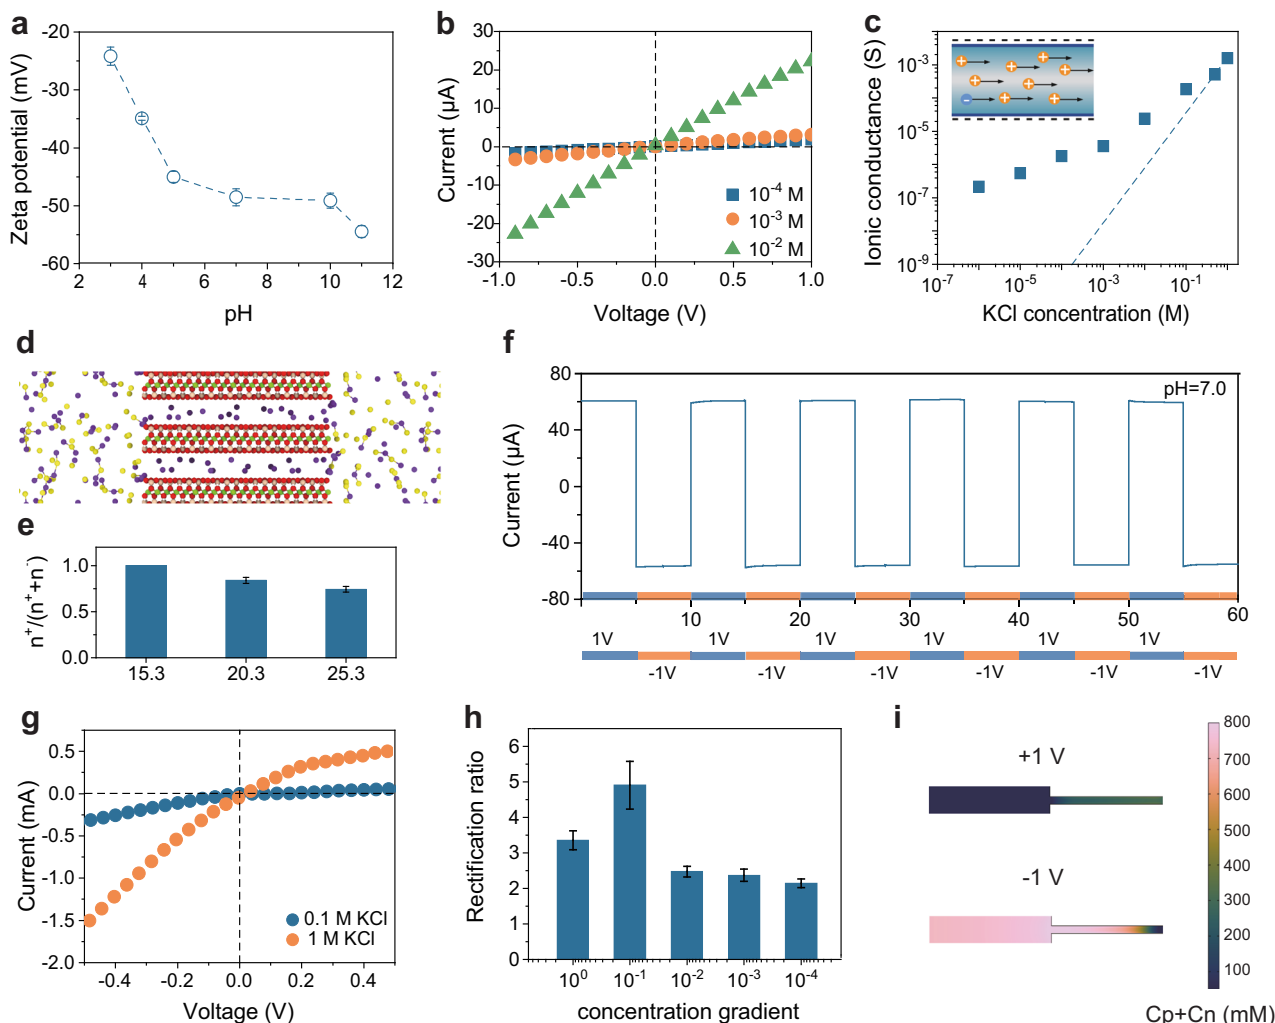 a
-20
-30
-40
-50
-60
2 4 6 8 10 12
Zeta potential (mV)
pH
b
30
20
10
0
-10
-20
-30
-1.0 -0.5 0.0 0.5 1.0
Current (μA)
Voltage (V)
10⁻⁴ M
10⁻³ M
10⁻² M
c
10⁻³
10⁻⁵
10⁻⁷
10⁻⁹
10⁻⁷ 10⁻⁵ 10⁻³ 10⁻¹
Ionic conductance (S)
KCl concentration (M)
+ + + + + + + + +
-
d
e
1.0
0.5
0.0
15.3 20.3 25.3
n⁺/(n⁺+n⁻)
f
80
40
0
-40
-80
Current (μA)
pH=7.0
10 20 30 40 50 60
1V 1V 1V 1V 1V 1V
-1V -1V -1V -1V -1V -1V
g
0.5
0.0
-0.5
-1.0
-1.5
-2.0
-0.4 -0.2 0.0 0.2 0.4
Current (mA)
Voltage (V)
0.1 M KCl
1 M KCl
h
6
5
4
3
2
1
0
10⁰ 10⁻¹ 10⁻² 10⁻³ 10⁻⁴
Rectification ratio
concentration gradient
i
+1 V
-1 V
800
700
600
500
400
300
200
100
Cp+Cn (mM)